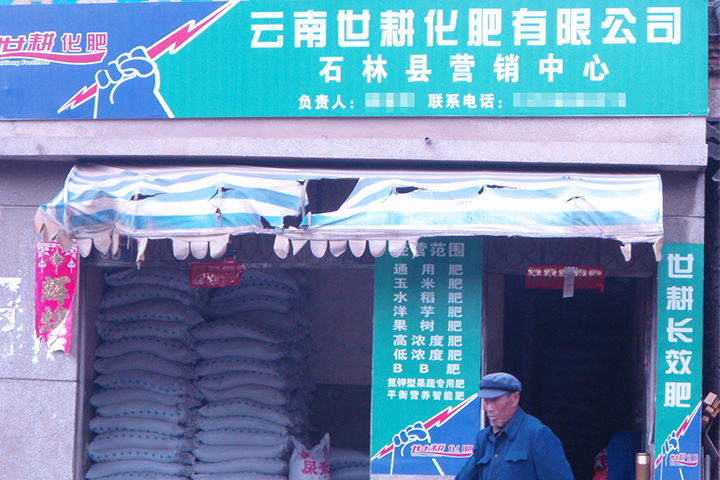 世耕化肥
云南世耕化肥有限公司
石林县营销中心
负责人： 联系电话：
经营范围
通用肥
玉米肥
水稻肥
洋芋肥
果树肥
高浓度肥
低浓度肥
BB肥
氮钾型果蔬专用肥
平衡营养智能肥
世耕化肥
世耕长效肥
世耕化肥
尿素